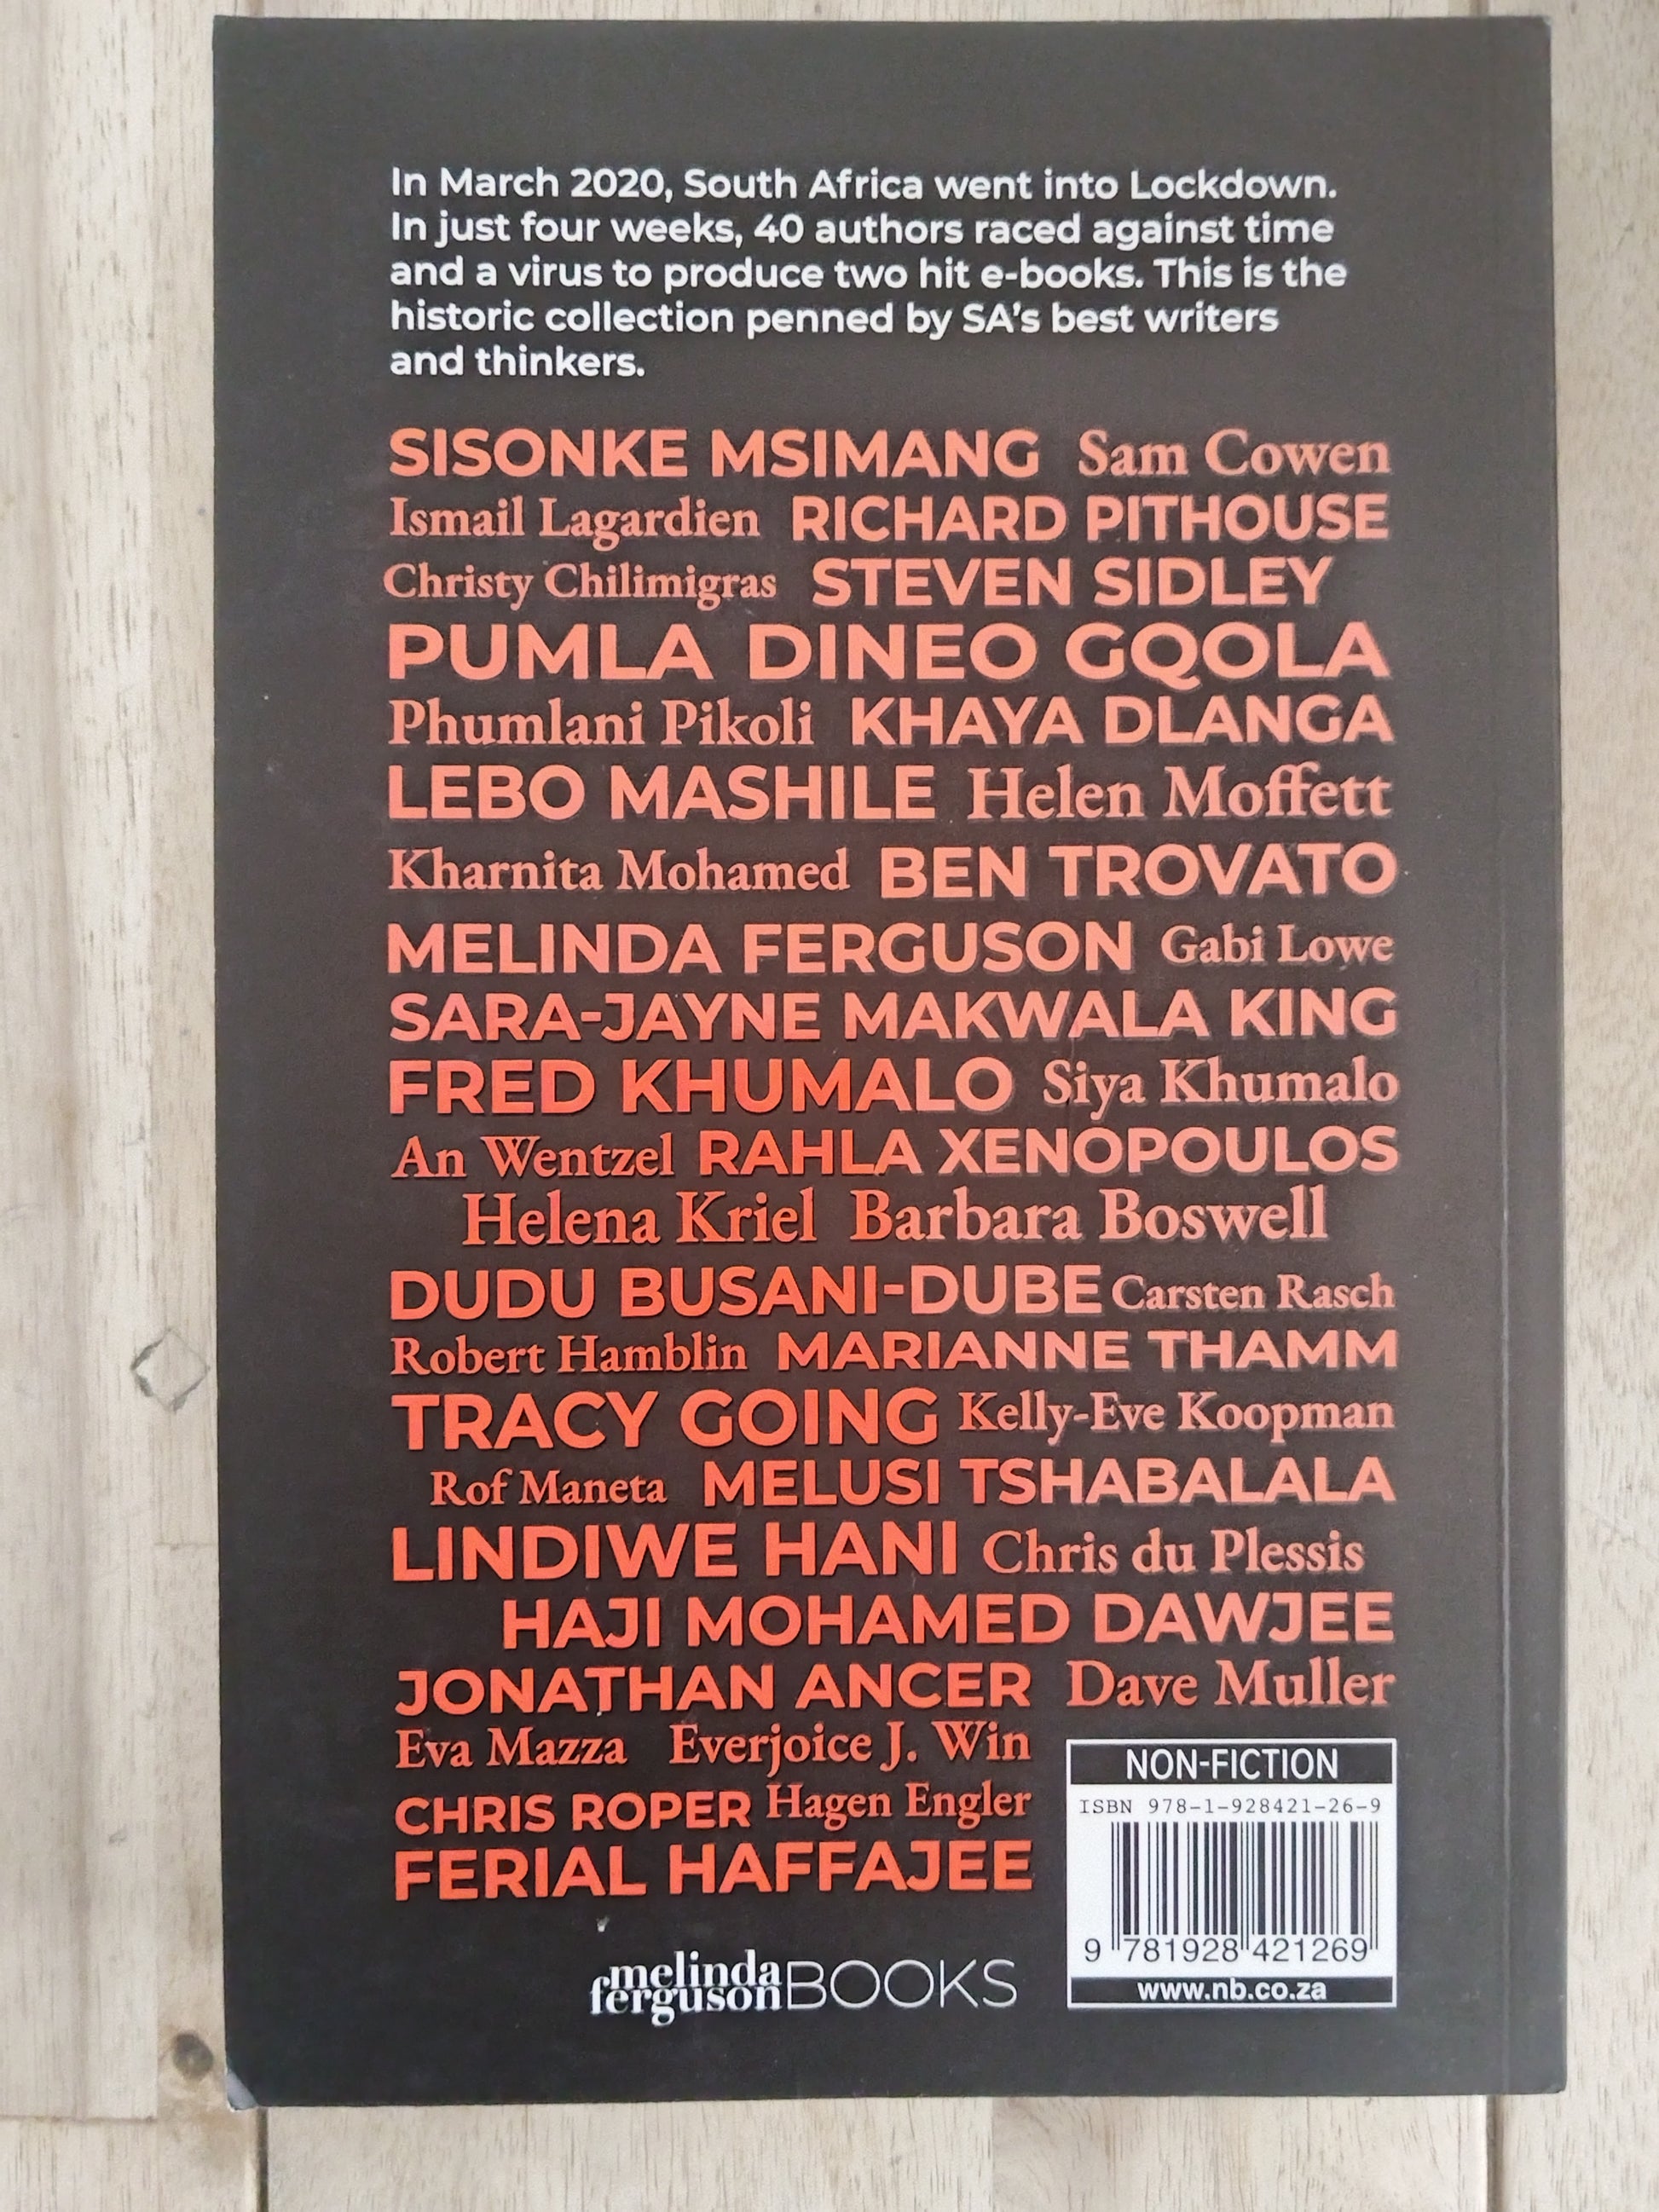 In March 2020, South Africa went into Lockdown.
In just four weeks, 40 authors raced against time
and a virus to produce two hit e-books. This is the
historic collection penned by SA's best writers
and thinkers.
SISONKE MSIMANG Sam Cowen
Ismail Lagardien RICHARD PITHOUSE
Christy Chilimigras STEVEN SIDLEY
PUMLA DINEO GQOLA
Phumlani Pikoli KHAYA DLANGA
LEBO MASHILE Helen Moffett
Kharnita Mohamed BEN TROVATO
MELINDA FERGUSON Gabi Lowe
SARA-JAYNE MAKWALA KING
FRED KHUMALO Siya Khumalo
An Wentzel RAHLA XENOPOULOS
Helena Kriel Barbara Boswell
DUDU BUSANI-DUBE Carsten Rasch
Robert Hamblin MARIANNE THAMM
TRACY GOING Kelly-Eve Koopman
Rof Maneta MELUSI TSHABALALA
LINDIWE HANI Chris du Plessis
HAJI MOHAMED DAWJEE
JONATHAN ANCER Dave Muller
Eva Mazza Everjoice J. Win
CHRIS ROPER Hagen Engler
FERIAL HAFFAJEE
melinda
ferguson BOOKS
NON-FICTION
ISBN 978-1-928421-26-9
9 781928 421269
www.nb.co.za